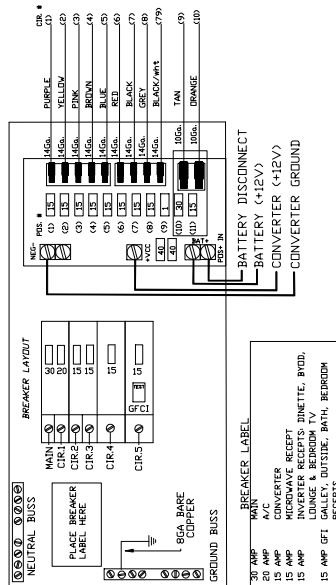 CIR. #
PURPLE (1)
YELLOW (2)
PINK (3)
BROWN (4)
BLUE (5)
RED (6)
BLACK (7)
GREY (8)
BLACK/wht (79)
TAN (9)
ORANGE (10)
14Ga.
14Ga.
14Ga.
14Ga.
14Ga.
14Ga.
14Ga.
14Ga.
14Ga.
10Ga.
10Ga.
POS. #
(1) 15
(2) 15
(3) 15
(4) 15
(5) 15
(6) 15
(7) 15
(8) 15
(9) 1
(10) 30
(11) 15
NEG-
+VCC
40
40
BAT+
POS+ IN
BATTERY DISCONNECT
BATTERY (+12V)
CONVERTER (+12V)
CONVERTER GROUND
BREAKER LAYOUT
MAIN 30
CIR.1 20
CIR.2 15
CIR.3 15
CIR.4 15
CIR.5 GFCI TEST 15
NEUTRAL BUSS
PLACE BREAKER
LABEL HERE
8GA BARE
COPPER
GROUND BUSS
BREAKER LABEL
30 AMP MAIN
20 AMP A/C
15 AMP CONVERTER
15 AMP MICROWAVE RECEPT
15 AMP INVERTER RECEPTS: DINETTE, BYOD,
LOUNGE & BEDROOM TV
15 AMP GFI GALLEY, OUTSIDE, BATH, BEDROOM
RECEPTS